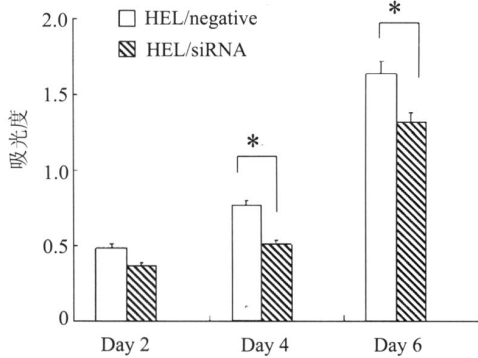 2.0
HEL/negative
HEL/siRNA
*
*
1.5
吸光度
1.0
0.5
0
Day 2
Day 4
Day 6